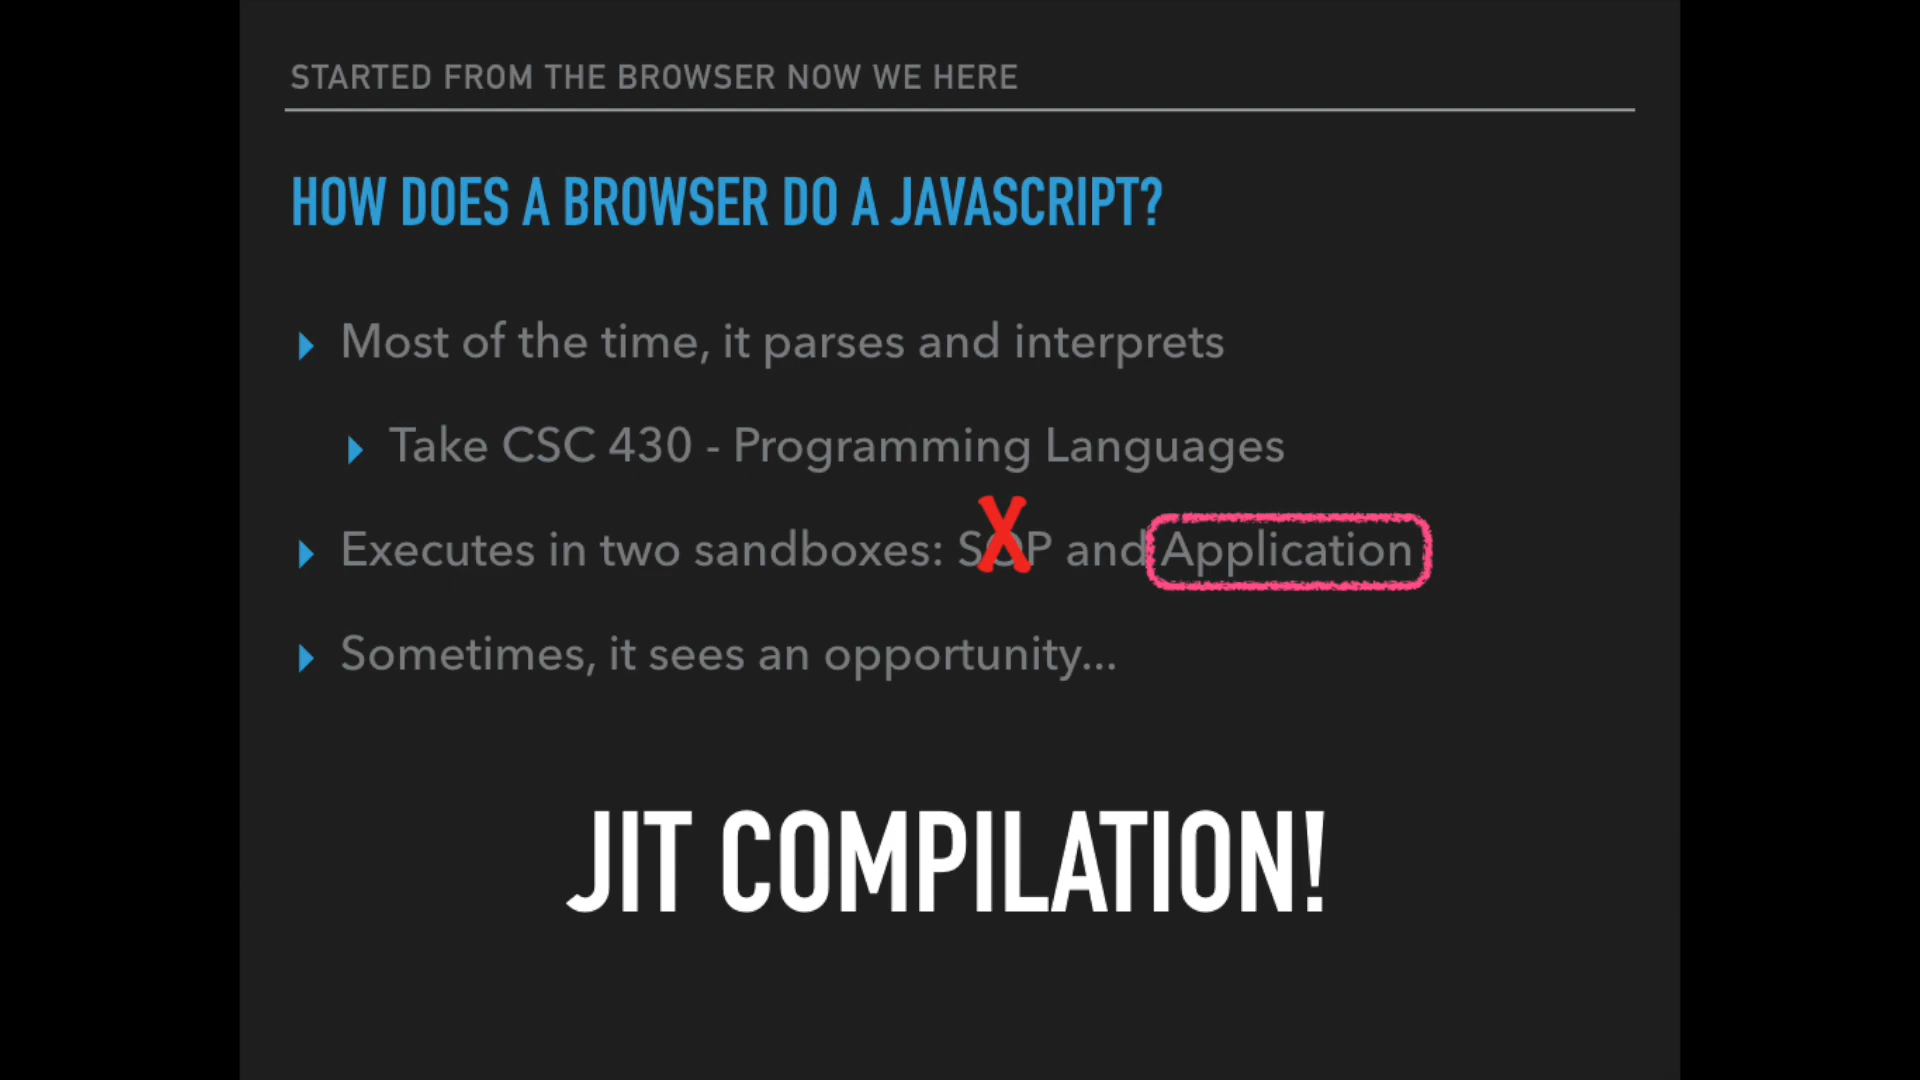 STARTED FROM THE BROWSER NOW WE HERE
HOW DOES A BROWSER DO A JAVASCRIPT?
Most of the time, it parses and interprets
Take CSC 430 - Programming Languages
Executes in two sandboxes: SOP and Application
Sometimes, it sees an opportunity...
JIT COMPILATION!